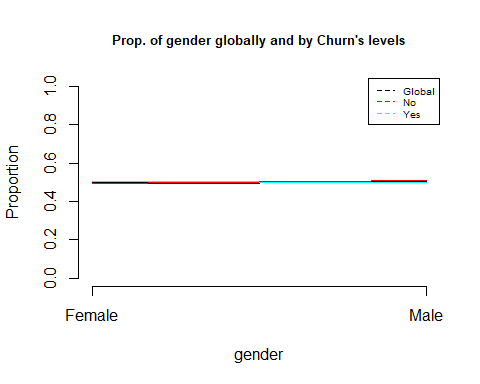 Prop. of gender globally and by Churn's levels
Global
No
Yes
Proportion
1.0
0.8
0.6
0.4
0.2
0.0
Female
Male
gender